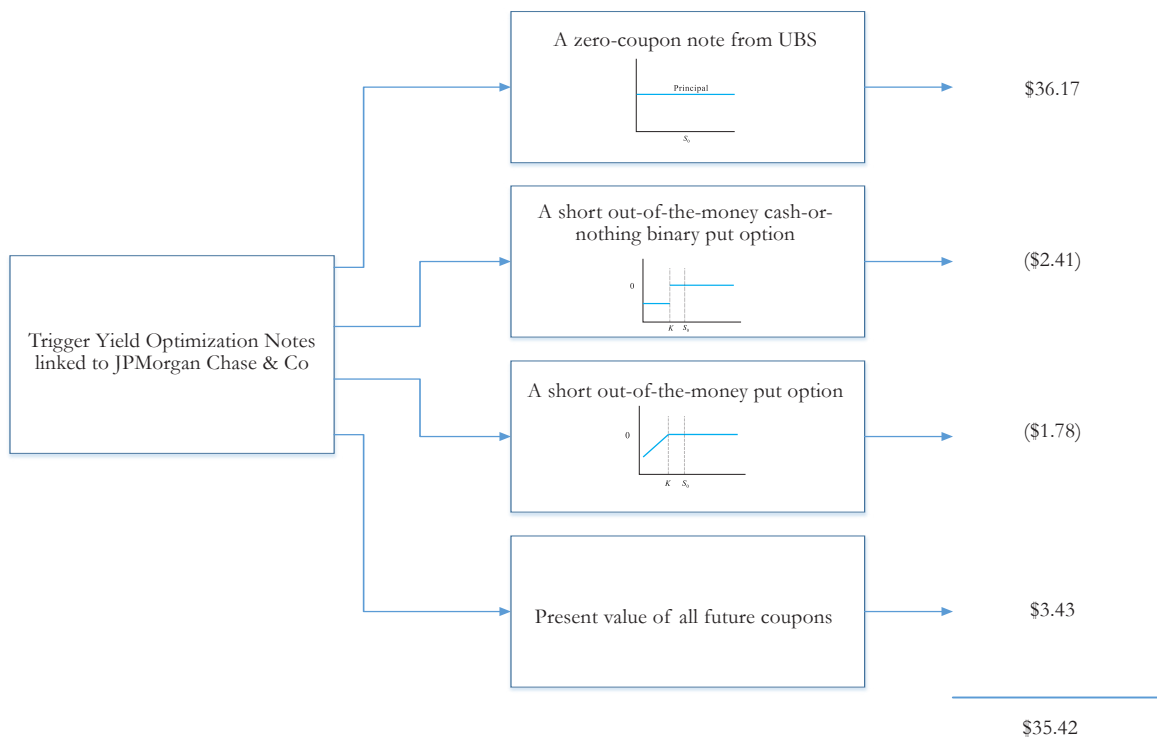 A zero-coupon note from UBS
Principal
S0
$36.17
A short out-of-the-money cash-or-
nothing binary put option
0
K
S0
($2.41)
Trigger Yield Optimization Notes
linked to JPMorgan Chase & Co
A short out-of-the-money put option
0
K
S0
($1.78)
Present value of all future coupons
$3.43
$35.42